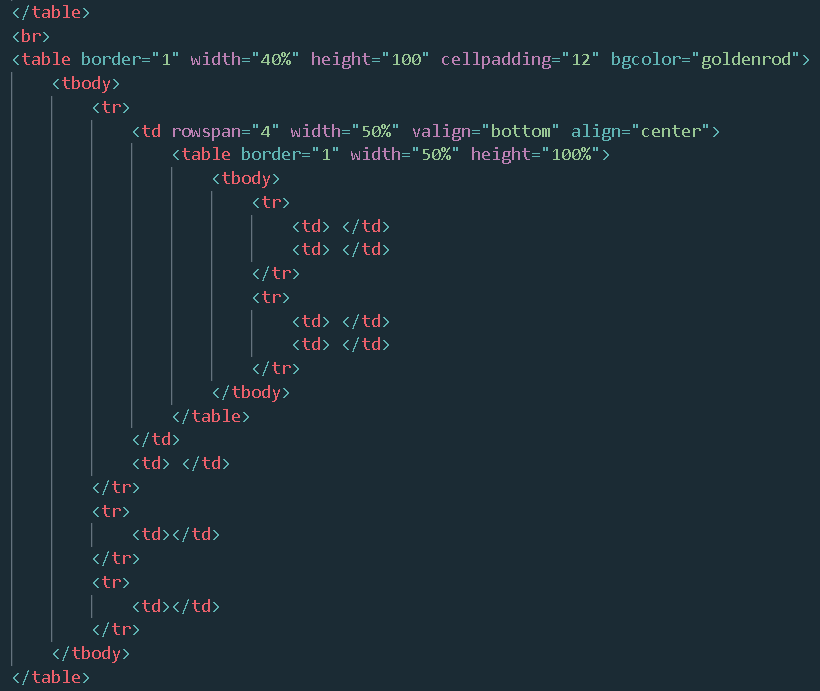 </table>
<br>
<table border="1" width="40%" height="100" cellpadding="12" bgcolor="goldenrod">
    <tbody>
        <tr>
            <td rowspan="4" width="50%" valign="bottom" align="center">
                <table border="1" width="50%" height="100%">
                    <tbody>
                        <tr>
                            <td> </td>
                            <td> </td>
                        </tr>
                        <tr>
                            <td> </td>
                            <td> </td>
                        </tr>
                    </tbody>
                </table>
            </td>
            <td> </td>
        </tr>
        <tr>
            <td></td>
        </tr>
        <tr>
            <td></td>
        </tr>
    </tbody>
</table>